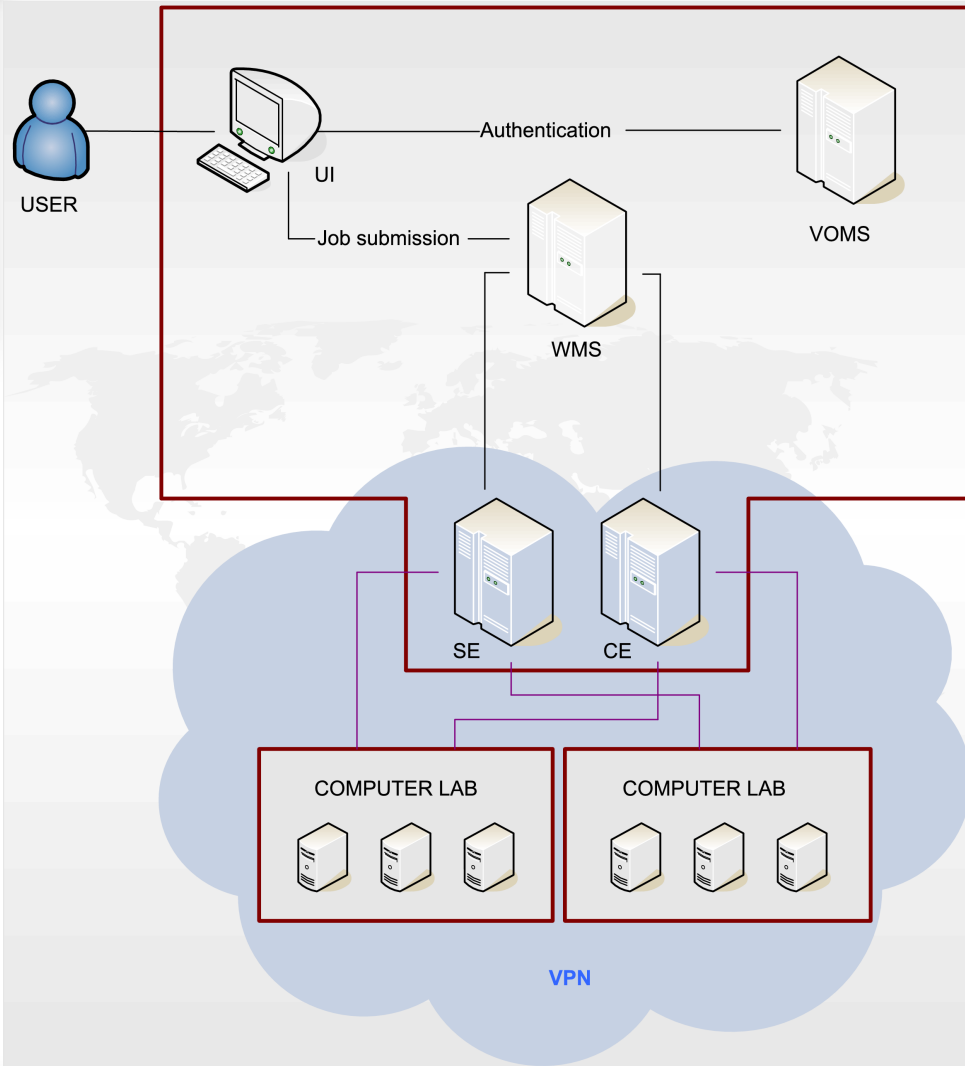 Authentication
USER
UI
VOMS
Job submission
WMS
SE
CE
COMPUTER LAB
COMPUTER LAB
VPN